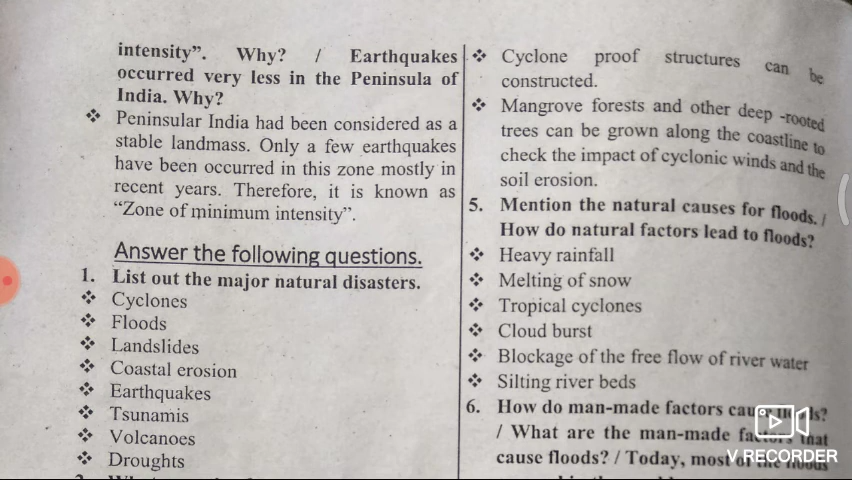 intensity”. Why? / Earthquakes
occurred very less in the Peninsula of
India. Why?
❖ Peninsular India had been considered as a
stable landmass. Only a few earthquakes
have been occurred in this zone mostly in
recent years. Therefore, it is known as
“Zone of minimum intensity”.
Answer the following questions.
1. List out the major natural disasters.
❖ Cyclones
❖ Floods
❖ Landslides
❖ Coastal erosion
❖ Earthquakes
❖ Tsunamis
❖ Volcanoes
❖ Droughts
❖ Cyclone proof structures can be
constructed.
❖ Mangrove forests and other deep -rooted
trees can be grown along the coastline to
check the impact of cyclonic winds and the
soil erosion.
5. Mention the natural causes for floods. /
How do natural factors lead to floods?
❖ Heavy rainfall
❖ Melting of snow
❖ Tropical cyclones
❖ Cloud burst
❖ Blockage of the free flow of river water
❖ Silting river beds
6. How do man-made factors cause floods?
/ What are the man-made factors that
cause floods? / Today, most of the floods
V RECORDER